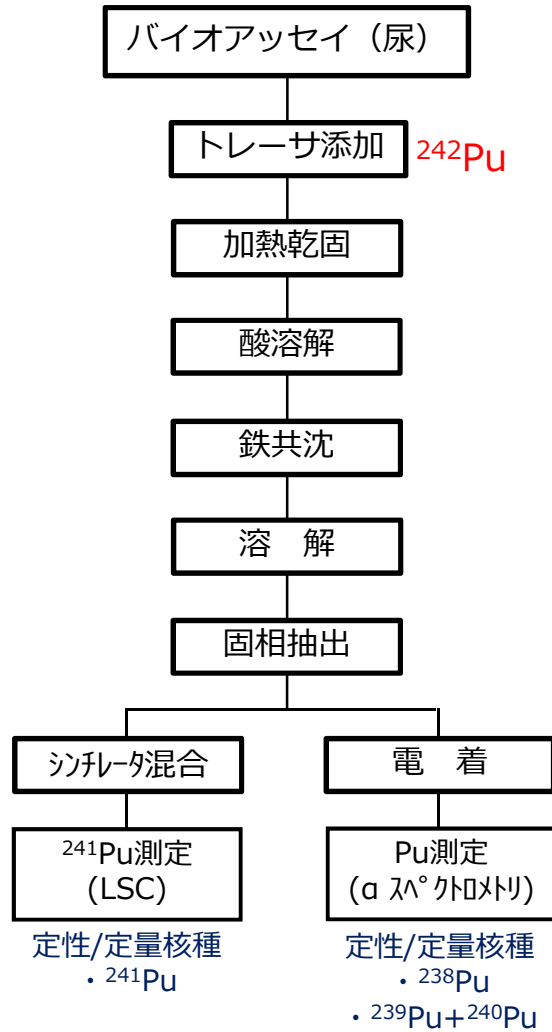 バイオアッセイ（尿）
トレーサ添加 ²⁴²Pu
加熱乾固
酸溶解
鉄共沈
溶　解
固相抽出
ｼﾝﾁﾚｰﾀ混合
電　着
²⁴¹Pu測定
(LSC)
Pu測定
(α ｽﾍﾟｸﾄﾛﾒﾄﾘ)
定性/定量核種
・²⁴¹Pu
定性/定量核種
・²³⁸Pu
・²³⁹Pu+²⁴⁰Pu